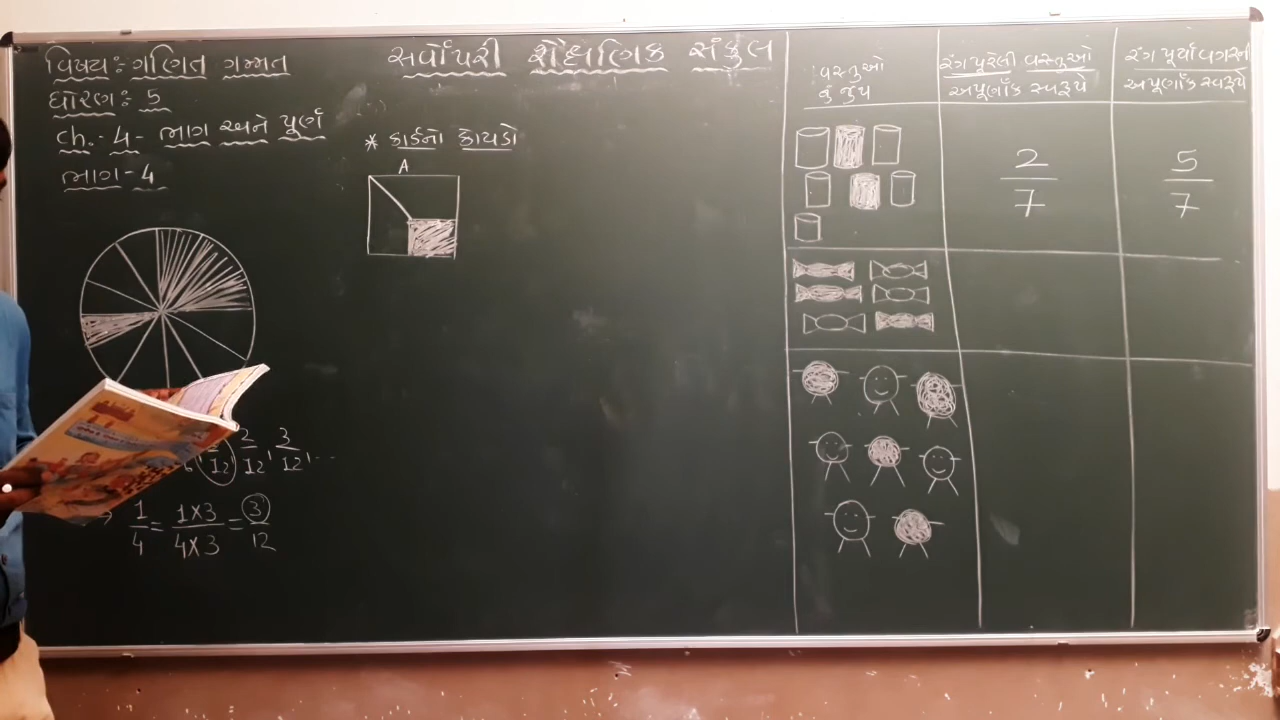 વિષય: ગણિત ગમ્મત
ધોરણ: 5
ch.- 4 - ભાગ અને પૂર્ણ
ભાગ - 4
સર્વોપરી શૈક્ષણિક સંકુલ
* કાર્ડનો કાયદો
A
2/12, 3/12, ...
1/4 = 1X3/4X3 = 3/12
વસ્તુઓ
રંગ પૂરેલી વસ્તુઓ
અપૂર્ણાંક સ્વરૂપે
રંગ પૂર્યા વગરની
અપૂર્ણાંક સ્વરૂપે
2/7
5/7